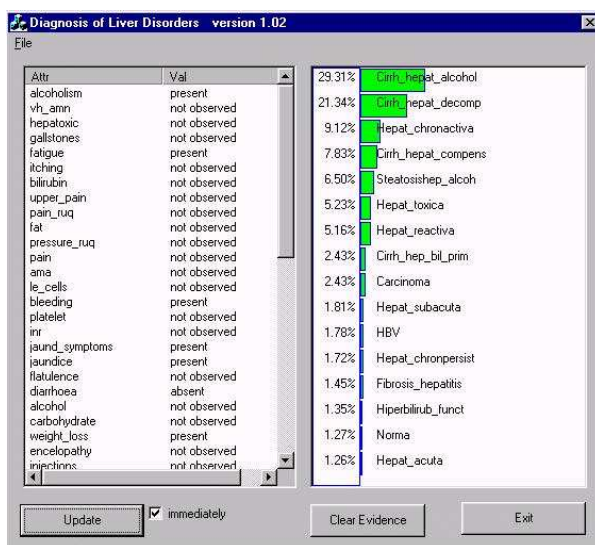 Diagnosis of Liver Disorders version 1.02
File
Attr Val
alcoholism present
vh_amn not observed
hepatoxic not observed
gallstones not observed
fatigue present
itching not observed
bilirubin not observed
upper_pain not observed
pain_ruq not observed
fat not observed
pressure_ruq not observed
pain not observed
ama not observed
le_cells not observed
bleeding present
platelet not observed
inr not observed
jaund_symptoms present
jaundice present
flatulence not observed
diarrhoea absent
alcohol not observed
carbohydrate not observed
weight_loss present
encelopathy not observed
injections not observed
29.31% Cirrh_hepat_alcohol
21.34% Cirrh_hepat_decomp
9.12% Hepat_chronactiva
7.83% Cirrh_hepat_compens
6.50% Steatosishep_alcoh
5.23% Hepat_toxica
5.16% Hepat_reactiva
2.43% Cirrh_hep_bil_prim
2.43% Carcinoma
1.81% Hepat_subacuta
1.78% HBV
1.72% Hepat_chronpersist
1.45% Fibrosis_hepatitis
1.35% Hiperbilirub_funct
1.27% Norma
1.26% Hepat_acuta
Update
immediately
Clear Evidence
Exit